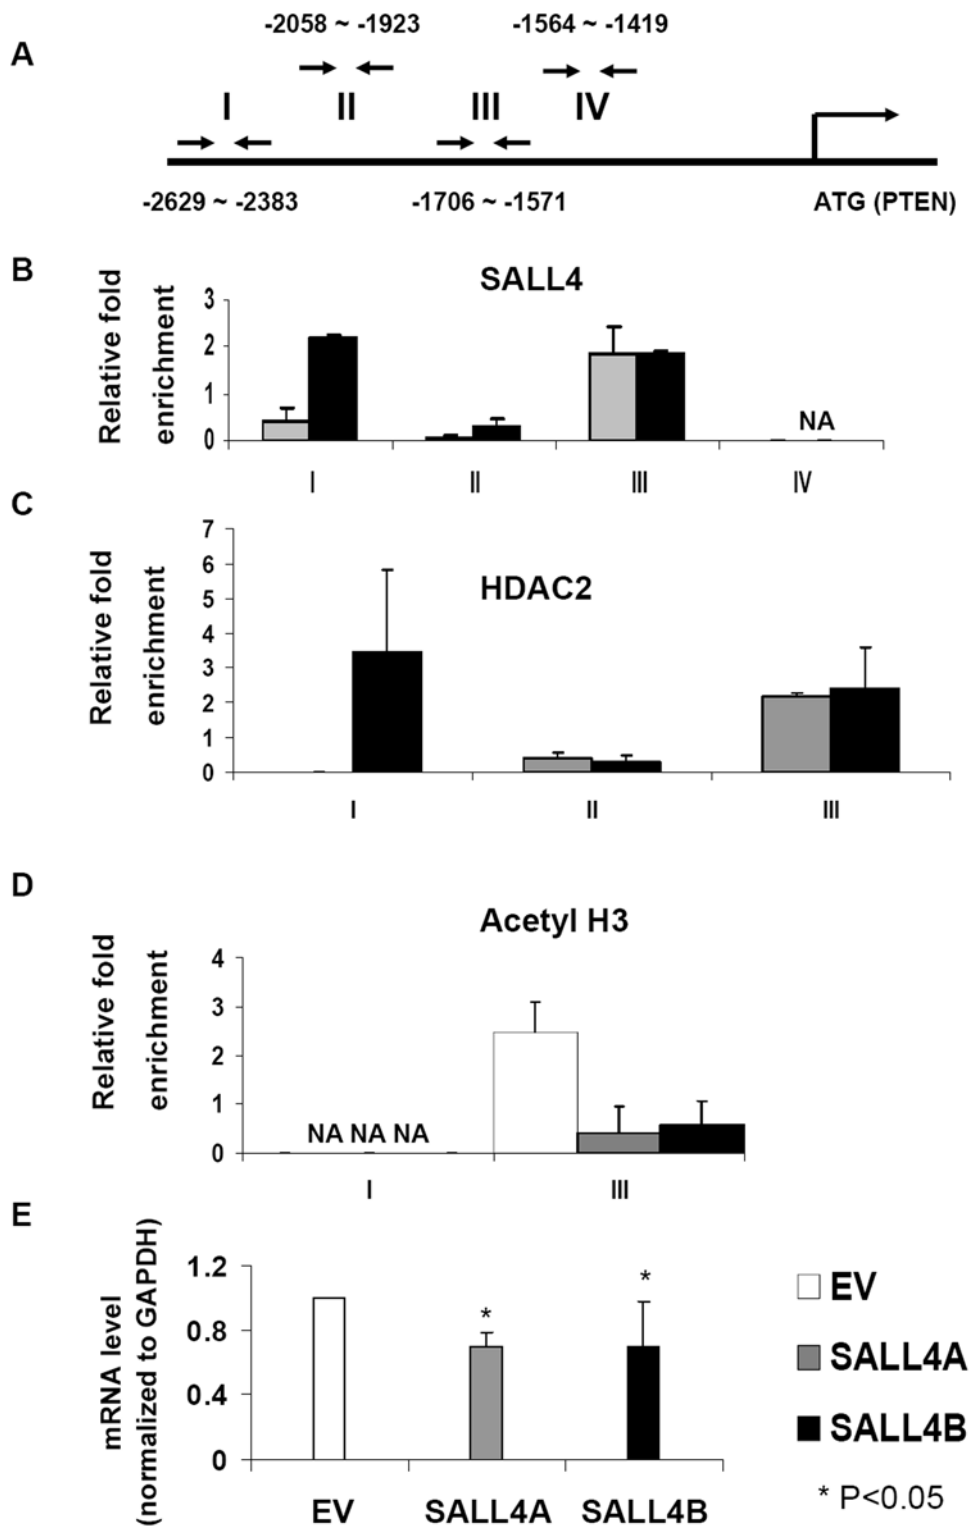 A
-2058 ~ -1923 -1564 ~ -1419
I II III IV
-2629 ~ -2383 -1706 ~ -1571 ATG (PTEN)
B
SALL4
Relative fold
enrichment
3
2
1
0
NA
I II III IV
C
HDAC2
Relative fold
enrichment
7
6
5
4
3
2
1
0
I II III
D
Acetyl H3
Relative fold
enrichment
4
3
2
1
0
NA NA NA
I III
E
mRNA level
(normalized to GAPDH)
1.2
0.8
0.4
0
* *
EV SALL4A SALL4B
EV
SALL4A
SALL4B
* P<0.05